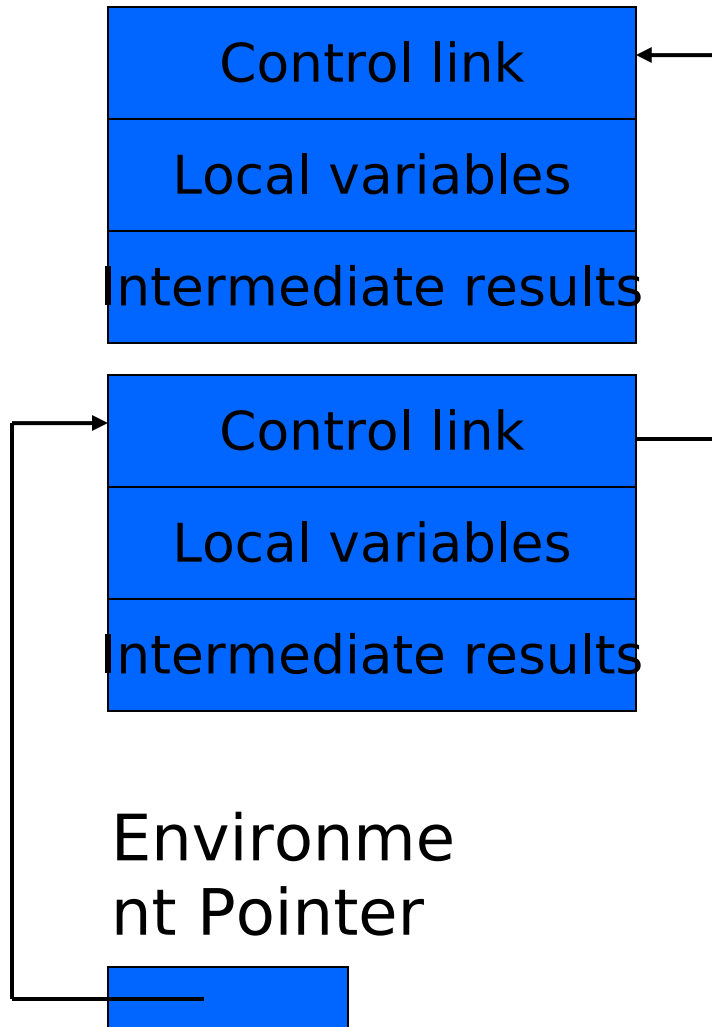 Control link
Local variables
Intermediate results
Control link
Local variables
Intermediate results
Environme
nt Pointer